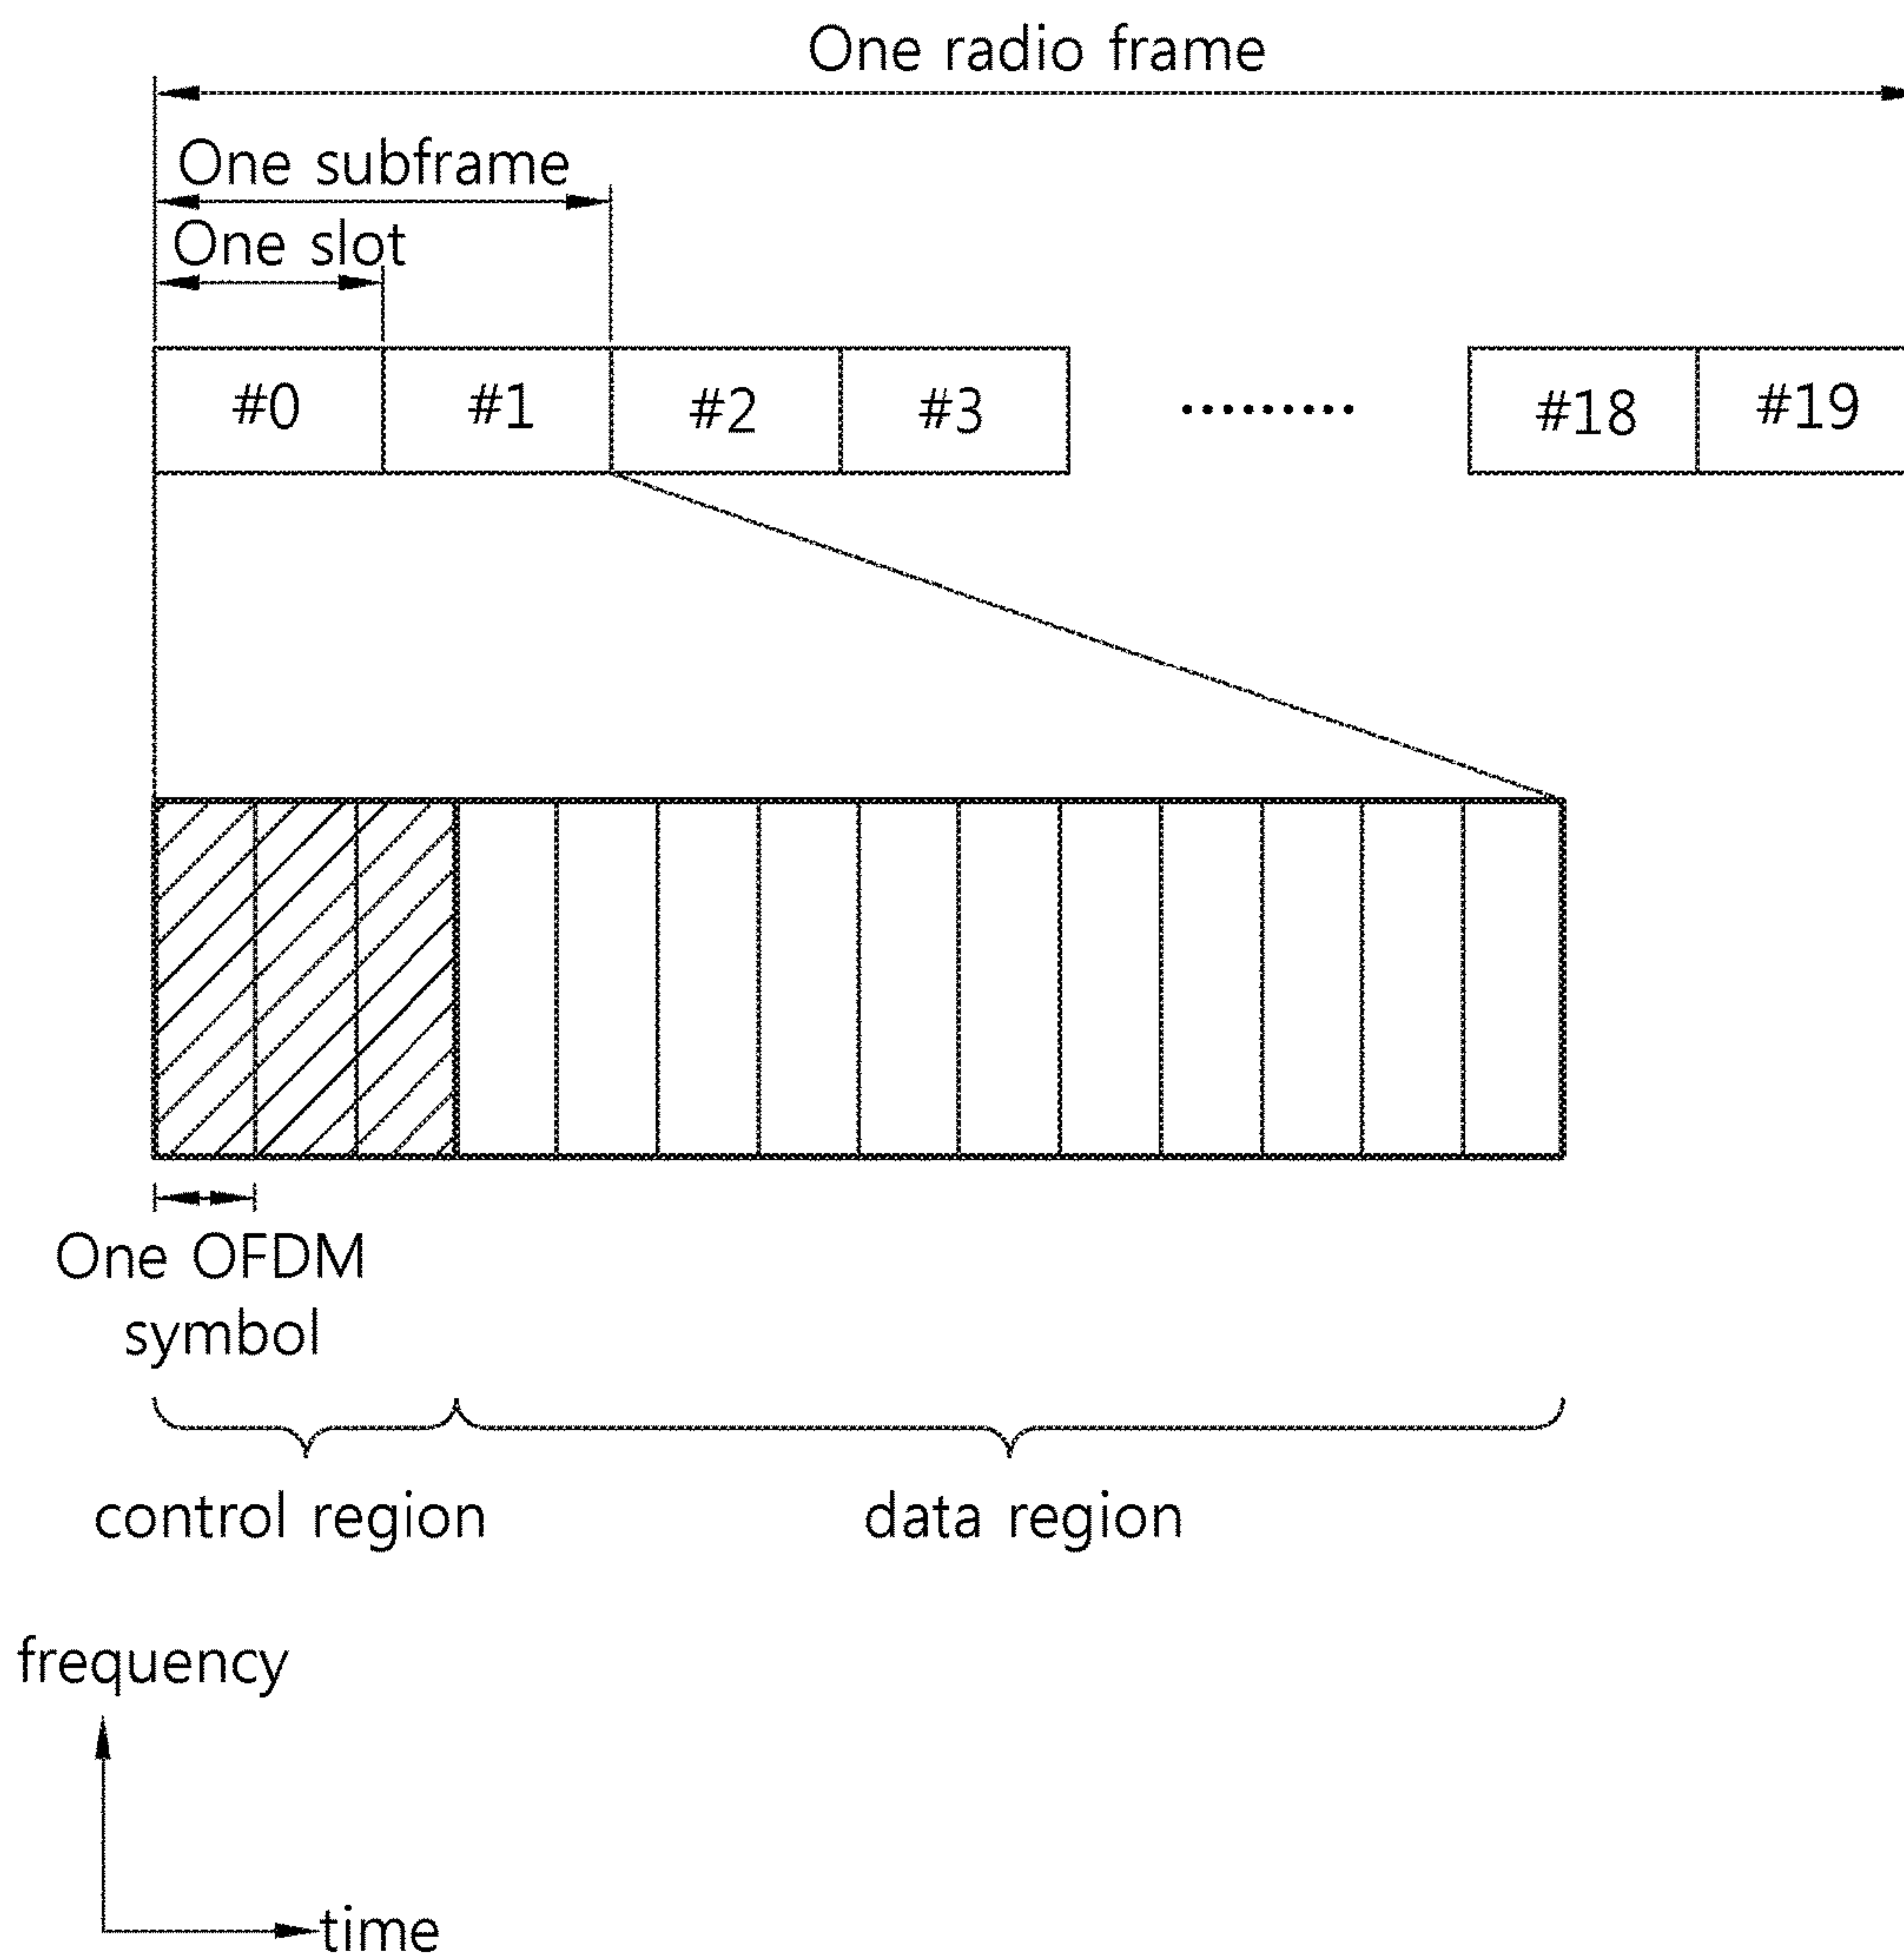 One radio frame
One subframe
One slot
#0 #1 #2 #3 ......... #18 #19
One OFDM
symbol
control region data region
frequency
time